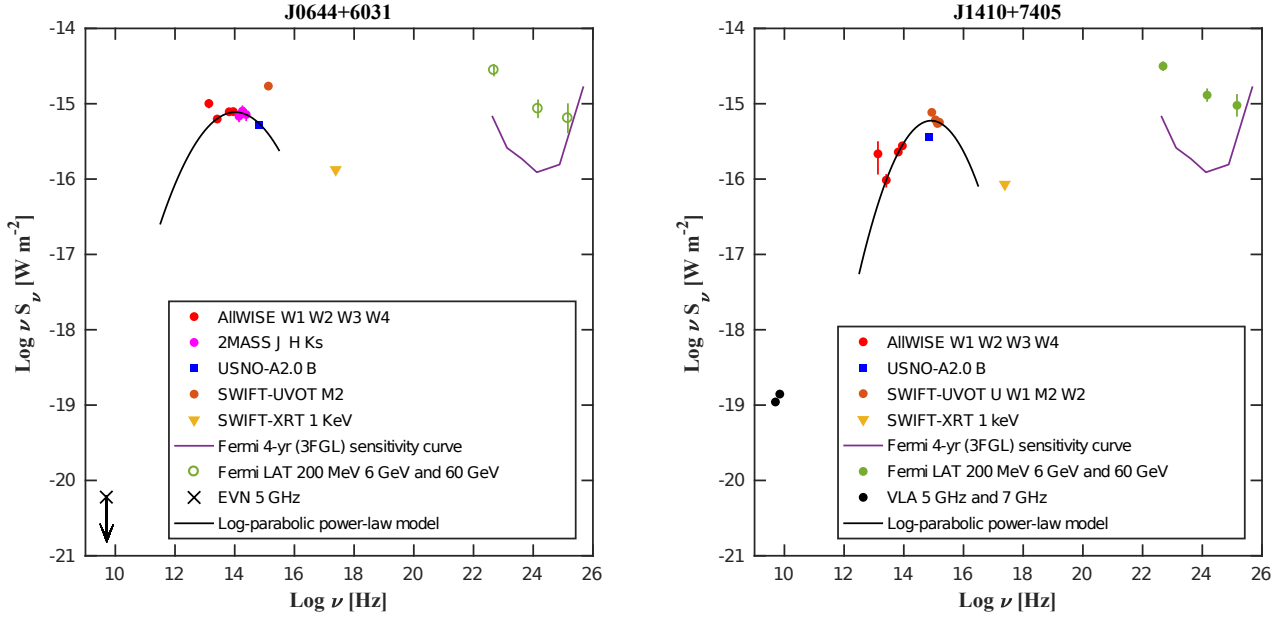 J0644+6031
-14
-15
-16
-17
-18
-19
-20
-21
Log ν S_ν [W m⁻²]
AllWISE W1 W2 W3 W4
2MASS J H Ks
USNO-A2.0 B
SWIFT-UVOT M2
SWIFT-XRT 1 KeV
Fermi 4-yr (3FGL) sensitivity curve
Fermi LAT 200 MeV 6 GeV and 60 GeV
EVN 5 GHz
Log-parabolic power-law model
10 12 14 16 18 20 22 24 26
Log ν [Hz]
J1410+7405
-14
-15
-16
-17
-18
-19
-20
-21
Log ν S_ν [W m⁻²]
AllWISE W1 W2 W3 W4
USNO-A2.0 B
SWIFT-UVOT U W1 M2 W2
SWIFT-XRT 1 keV
Fermi 4-yr (3FGL) sensitivity curve
Fermi LAT 200 MeV 6 GeV and 60 GeV
VLA 5 GHz and 7 GHz
Log-parabolic power-law model
10 12 14 16 18 20 22 24 26
Log ν [Hz]